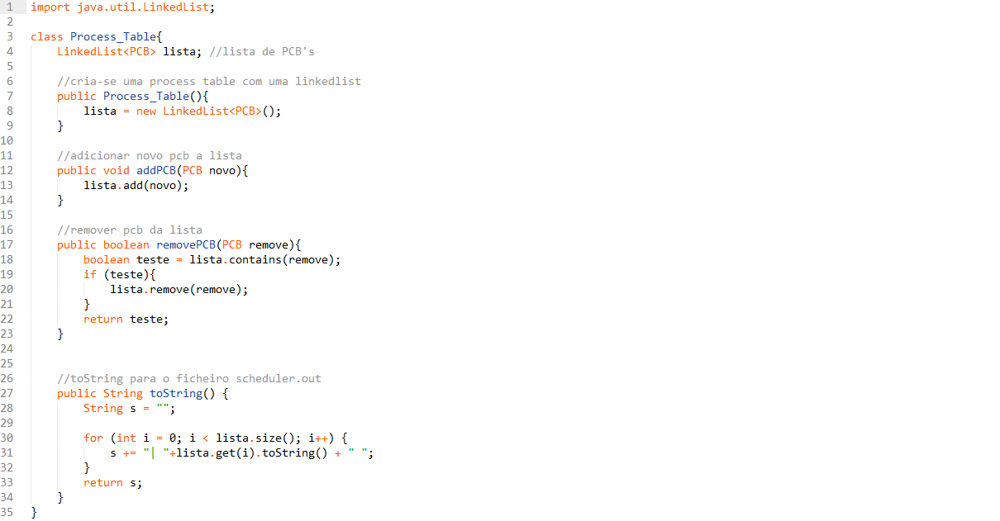 1 import java.util.LinkedList;
2
3 class Process_Table{
4     LinkedList<PCB> lista; //lista de PCB's
5
6     //cria-se uma process table com uma linkedlist
7     public Process_Table(){
8         lista = new LinkedList<PCB>();
9     }
10
11     //adicionar novo pcb a lista
12     public void addPCB(PCB novo){
13         lista.add(novo);
14     }
15
16     //remover pcb da lista
17     public boolean removePCB(PCB remove){
18         boolean teste = lista.contains(remove);
19         if (teste){
20             lista.remove(remove);
21         }
22         return teste;
23     }
24
25
26     //toString para o ficheiro scheduler.out
27     public String toString() {
28         String s = "";
29
30         for (int i = 0; i < lista.size(); i++) {
31             s += "| "+lista.get(i).toString() + " ";
32         }
33         return s;
34     }
35 }